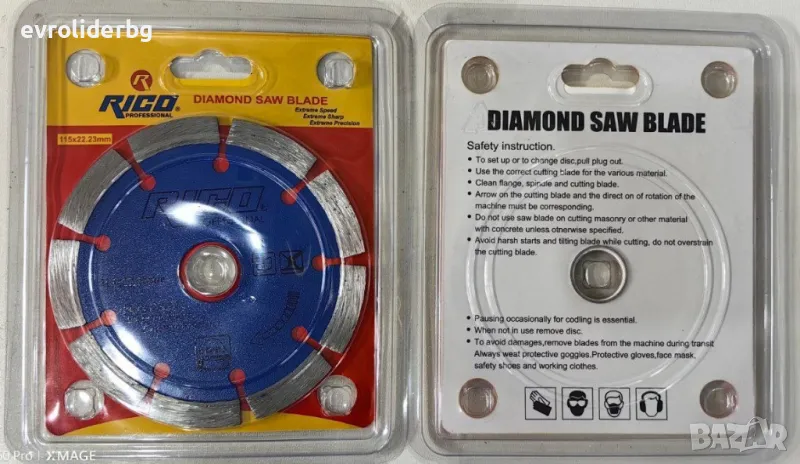 evroliderbg
R
RICO®
PROFESSIONAL
DIAMOND SAW BLADE
Extreme Speed
Extreme Sharp
Extreme Precision
115x22.23mm
RICO
DIAMOND SAW BLADE
Safety instruction.
• To set up or to change disc,pull plug out.
• Use the correct cutting blade for the various material.
• Clean flange, spindle and cutting blade.
• Arrow on the cutting blade and the direct on of rotation of the
machine must be corresponding.
• Do not use saw blade on cutting masonry or other material
with concrete unless otherwise specified.
• Avoid harsh starts and tilting blade while cutting, do not overstrain
the cutting blade.
• Pausing occasionally for codling is essential.
• When not in use remove disc.
• To avoid damages,remove blades from the machine during transit
Always weat protective goggles,Protective gloves,face mask,
safety shoes and working clothes.
Pro | XMAGE
BAZAR
bg